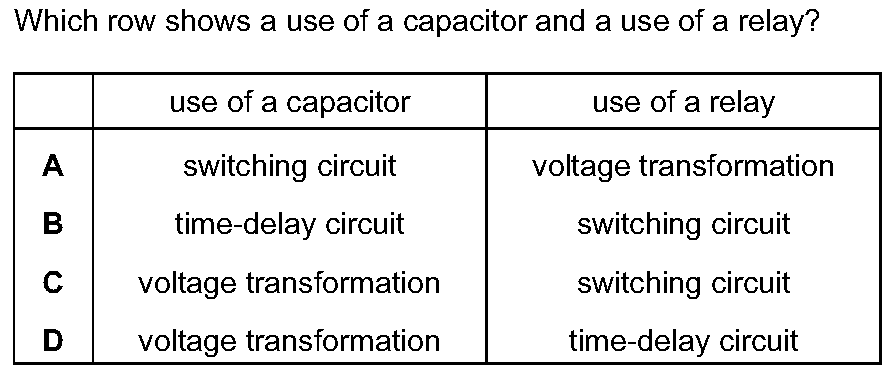 Which row shows a use of a capacitor and a use of a relay?
use of a capacitor use of a relay
A switching circuit voltage transformation
B time-delay circuit switching circuit
C voltage transformation switching circuit
D voltage transformation time-delay circuit